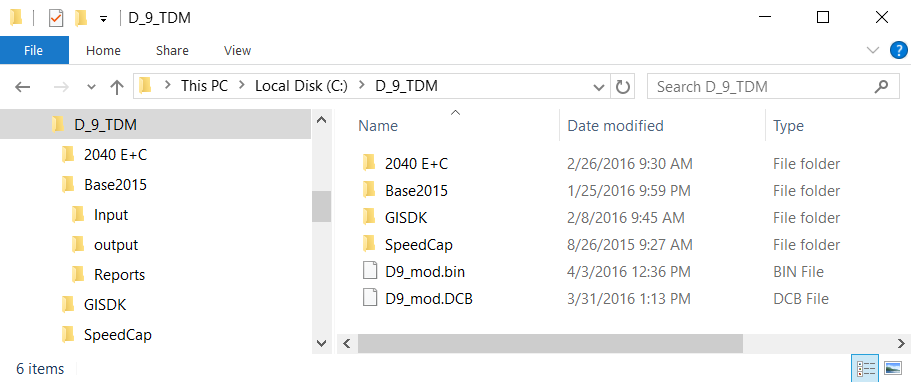 D_9_TDM
File Home Share View
This PC Local Disk (C:) D_9_TDM Search D_9_TDM
D_9_TDM
2040 E+C
Base2015
Input
output
Reports
GISDK
SpeedCap
Name Date modified Type
2040 E+C 2/26/2016 9:30 AM File folder
Base2015 1/25/2016 9:59 PM File folder
GISDK 2/8/2016 9:45 AM File folder
SpeedCap 8/26/2015 9:27 AM File folder
D9_mod.bin 4/3/2016 12:36 PM BIN File
D9_mod.DCB 3/31/2016 1:13 PM DCB File
6 items